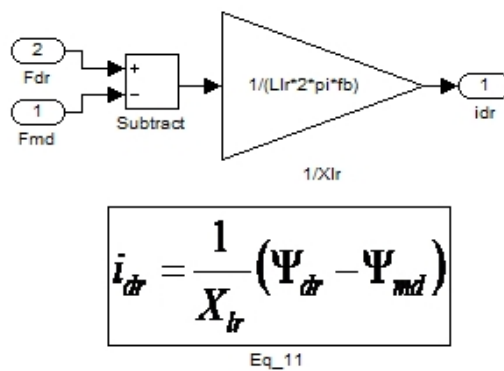 2
Fdr
1
Fmd
+
−
Subtract
1/(Llr*2*pi*fb)
1/Xlr
1
idr
i_dr = 1/X_lr (Ψ_dr − Ψ_md)
Eq_11